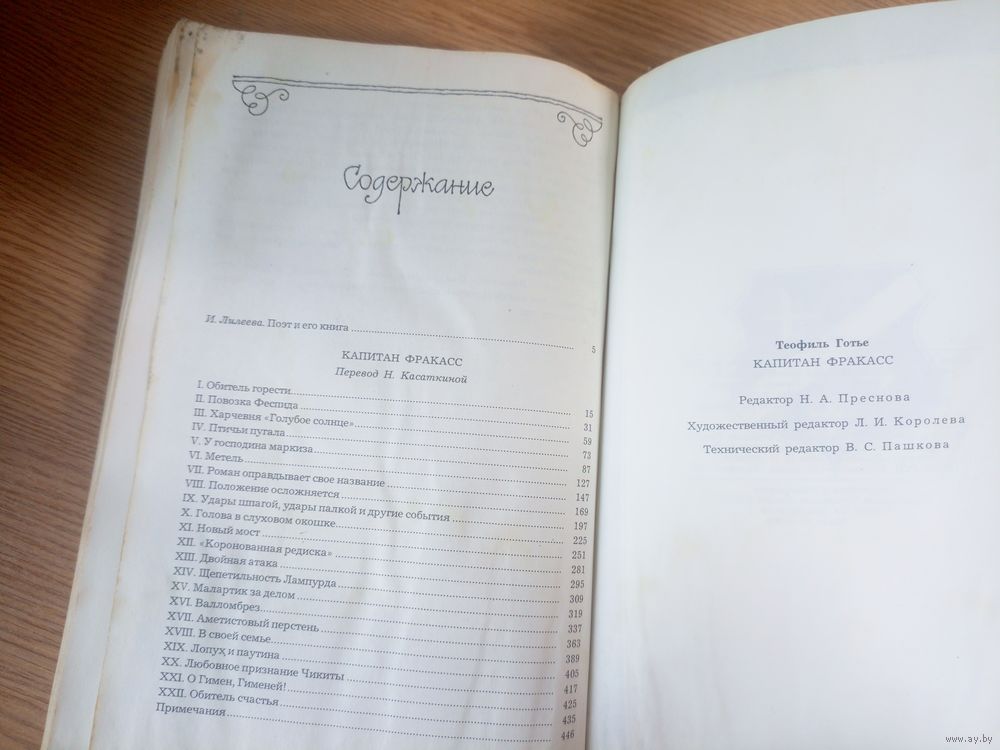 Содержание
И. Лилеева. Поэт и его книга 5
КАПИТАН ФРАКАСС
Перевод Н. Касаткиной
I. Обитель горести 15
II. Повозка Феспида 31
III. Харчевня «Голубое солнце» 59
IV. Птичьи пугала 73
V. У господина маркиза 87
VI. Метель 127
VII. Роман оправдывает свое название 147
VIII. Положение осложняется 169
IX. Удары шпагой, удары палкой и другие события 197
X. Голова в слуховом окошке 225
XI. Новый мост 251
XII. «Коронованная редиска» 281
XIII. Двойная атака 295
XIV. Щепетильность Лампурда 309
XV. Малартик за делом 319
XVI. Валломбрез 337
XVII. Аметистовый перстень 363
XVIII. В своей семье 389
XIX. Лопух и паутина 405
XX. Любовное признание Чикиты 417
XXI. О Гимен, Гименей! 425
XXII. Обитель счастья 435
Примечания 446
Теофиль Готье
КАПИТАН ФРАКАСС
Редактор Н. А. Преснова
Художественный редактор Л. И. Королева
Технический редактор В. С. Пашкова
www.ay.by